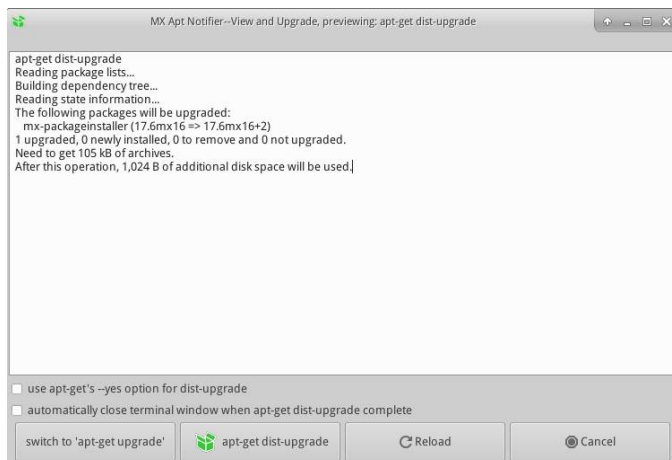 MX Apt Notifier--View and Upgrade, previewing: apt-get dist-upgrade
apt-get dist-upgrade
Reading package lists...
Building dependency tree...
Reading state information...
The following packages will be upgraded:
mx-packageinstaller (17.6mx16 => 17.6mx16+2)
1 upgraded, 0 newly installed, 0 to remove and 0 not upgraded.
Need to get 105 kB of archives.
After this operation, 1,024 B of additional disk space will be used.
use apt-get's --yes option for dist-upgrade
automatically close terminal window when apt-get dist-upgrade complete
switch to 'apt-get upgrade'
apt-get dist-upgrade
Reload
Cancel